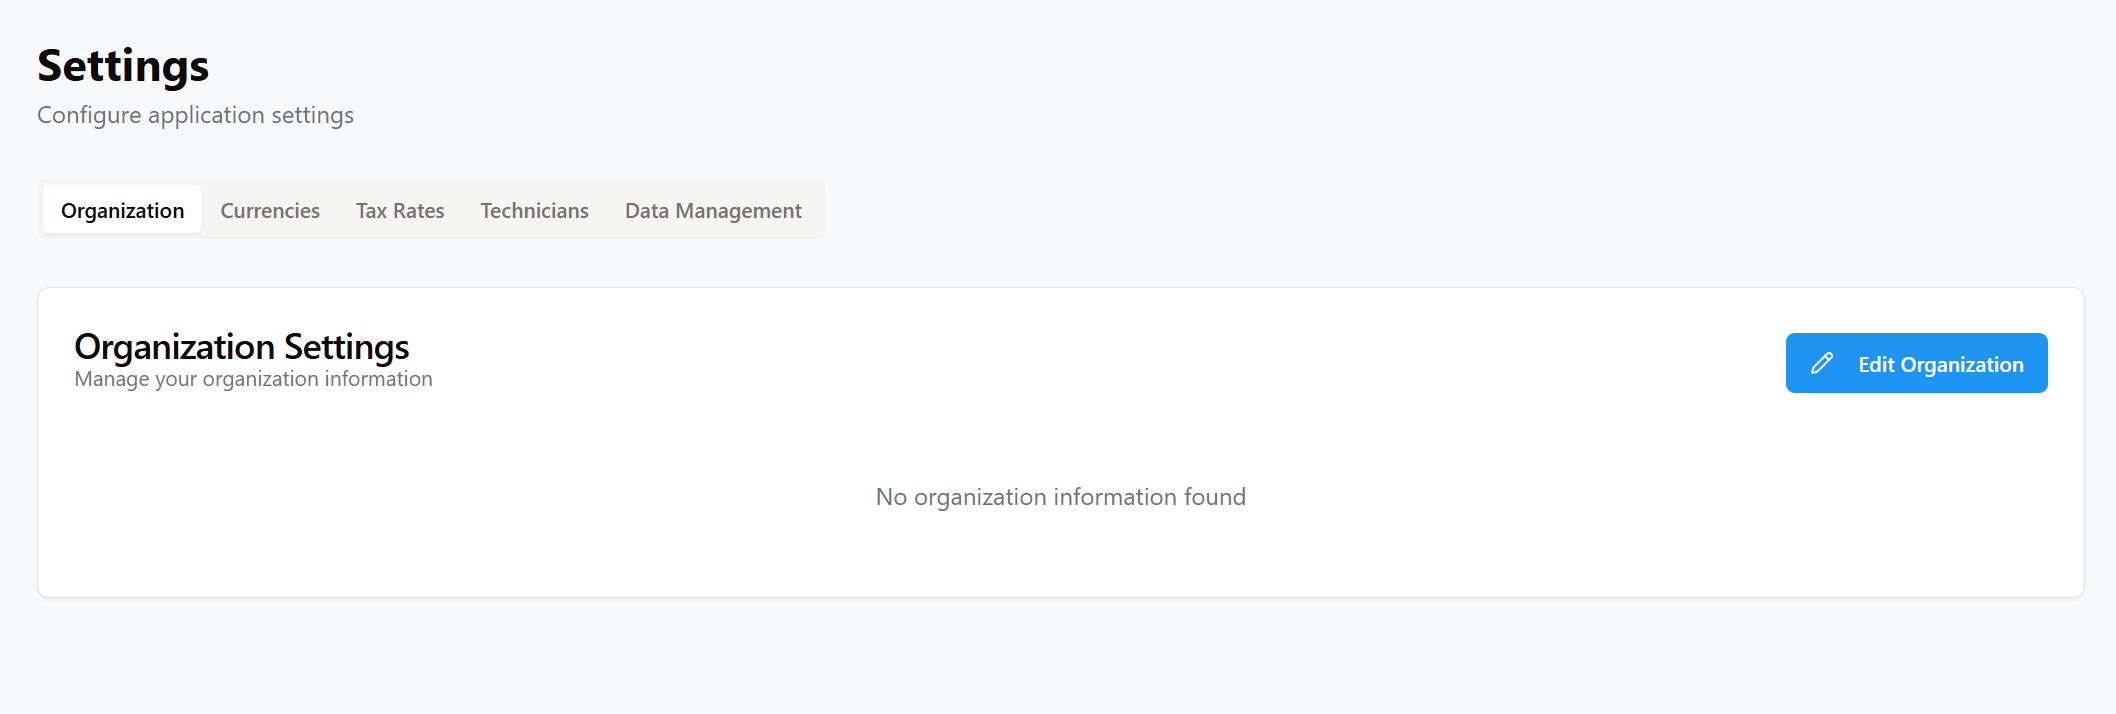 Settings
Configure application settings
Organization Currencies Tax Rates Technicians Data Management
Organization Settings
Manage your organization information
Edit Organization
No organization information found